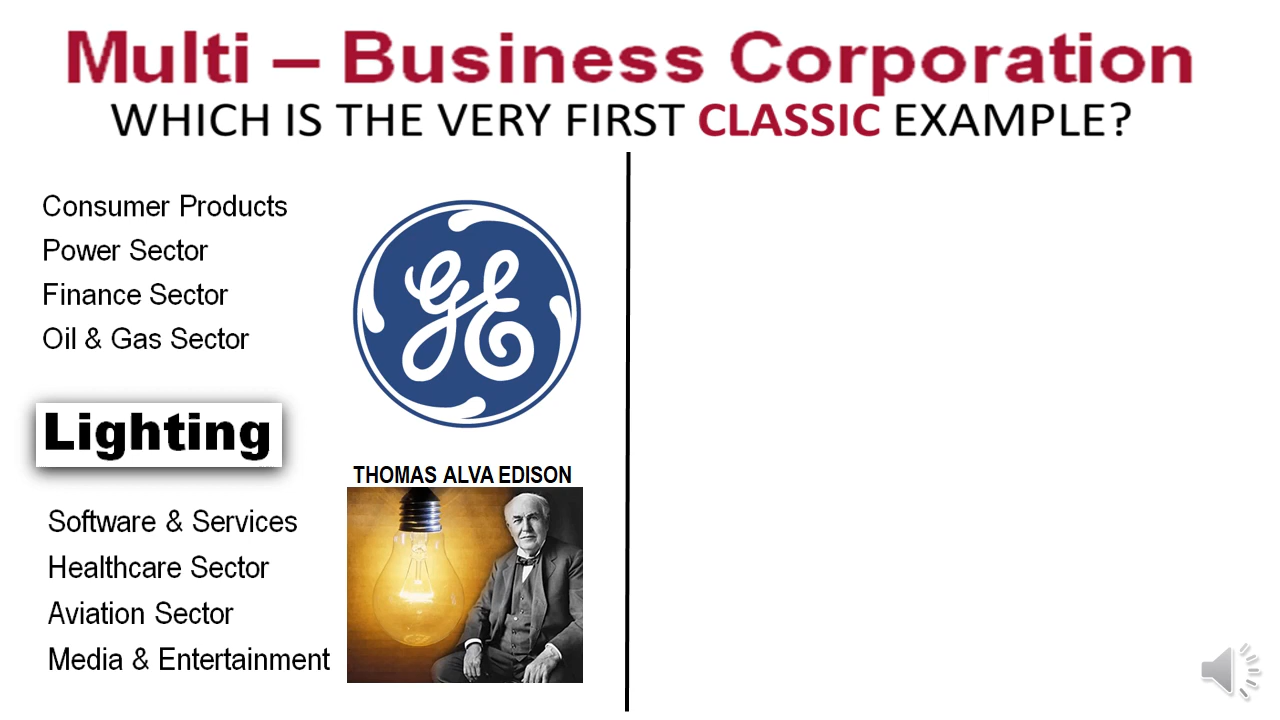 Multi – Business Corporation
WHICH IS THE VERY FIRST CLASSIC EXAMPLE?
Consumer Products
Power Sector
Finance Sector
Oil & Gas Sector
Lighting
Software & Services
Healthcare Sector
Aviation Sector
Media & Entertainment
GE
THOMAS ALVA EDISON